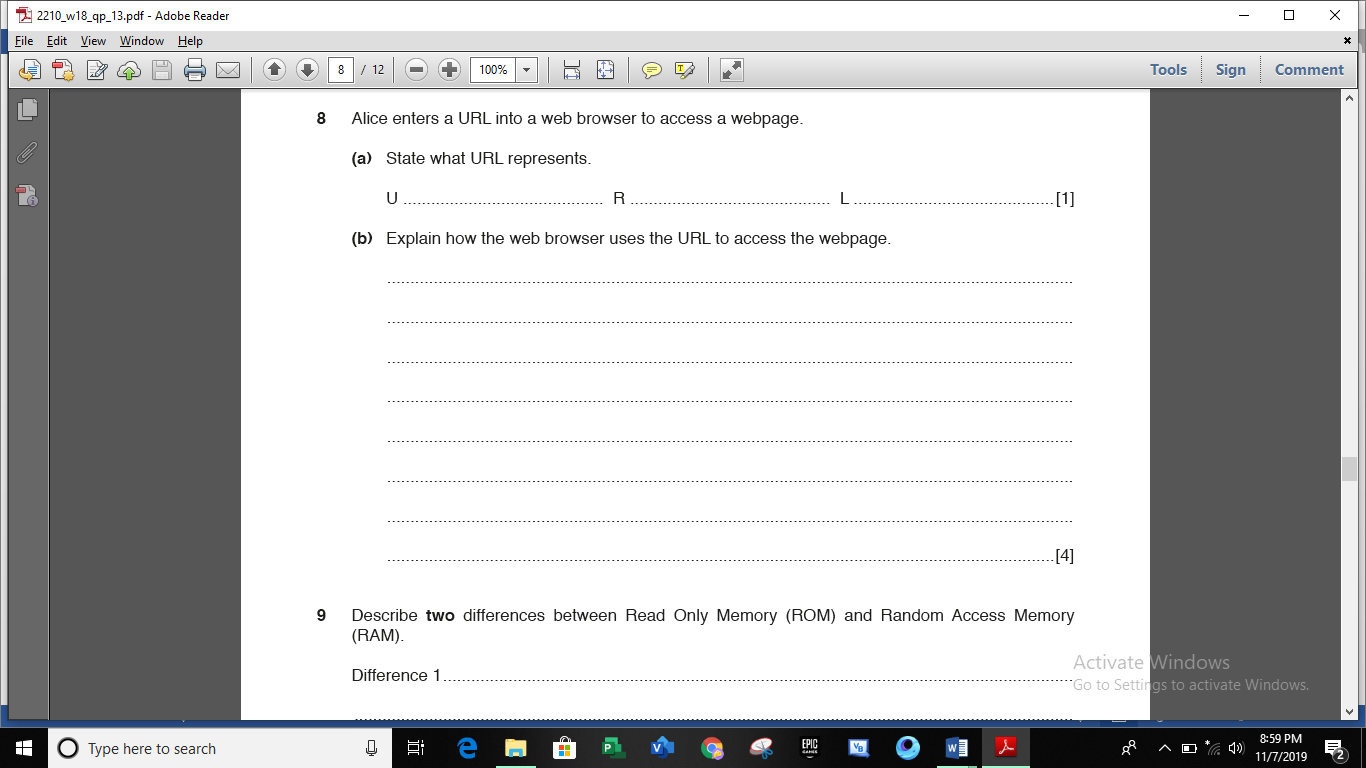 2210_w18_qp_13.pdf - Adobe Reader
File Edit View Window Help
8 / 12 100% Tools Sign Comment
8 Alice enters a URL into a web browser to access a webpage.
(a) State what URL represents.
U ........................................... R ........................................... L ...........................................[1]
(b) Explain how the web browser uses the URL to access the webpage.
...................................................................................................................................................
...................................................................................................................................................
...................................................................................................................................................
...................................................................................................................................................
...................................................................................................................................................
...................................................................................................................................................
...................................................................................................................................................
...............................................................................................................................................[4]
9 Describe two differences between Read Only Memory (ROM) and Random Access Memory
(RAM).
Difference 1.......................................................................................................................................
Activate Windows
Go to Settings to activate Windows.
Type here to search
EPIC
GAMES
8:59 PM
11/7/2019
2